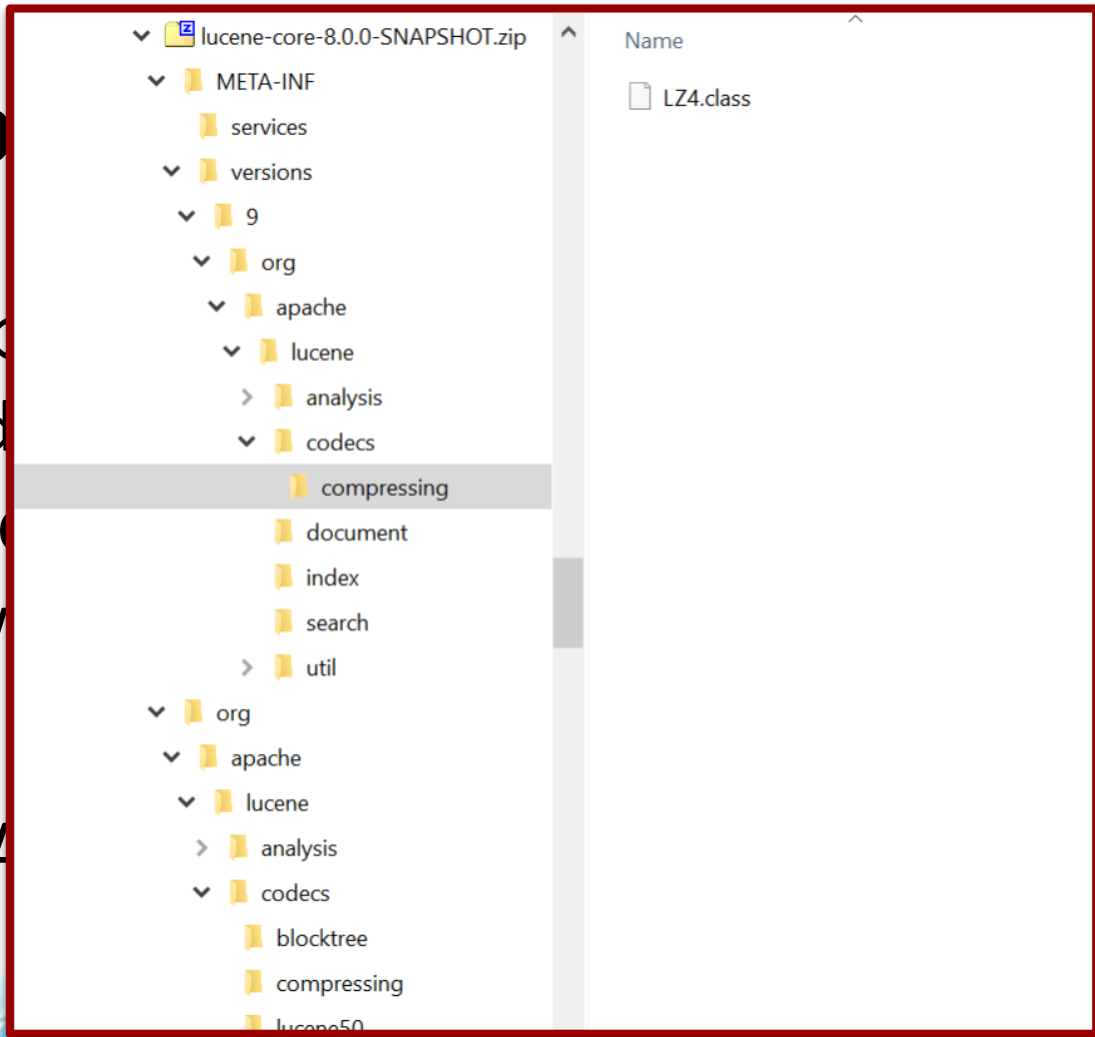 lucene-core-8.0.0-SNAPSHOT.zip
META-INF
services
versions
9
org
apache
lucene
analysis
codecs
compressing
document
index
search
util
org
apache
lucene
analysis
codecs
blocktree
compressing
lucene50
Name
LZ4.class